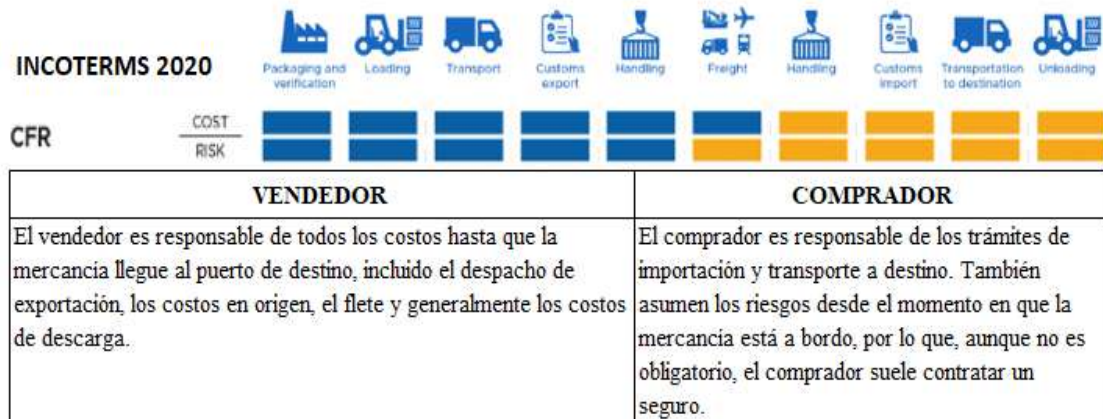 INCOTERMS 2020
Packaging and verification
Loading
Transport
Customs export
Handling
Freight
Handling
Customs import
Transportation to destination
Unloading
CFR
COST
RISK
VENDEDOR
COMPRADOR
El vendedor es responsable de todos los costos hasta que la
mercancía llegue al puerto de destino, incluido el despacho de
exportación, los costos en origen, el flete y generalmente los costos
de descarga.
El comprador es responsable de los trámites de
importación y transporte a destino. También
asumen los riesgos desde el momento en que la
mercancía está a bordo, por lo que, aunque no es
obligatorio, el comprador suele contratar un
seguro.